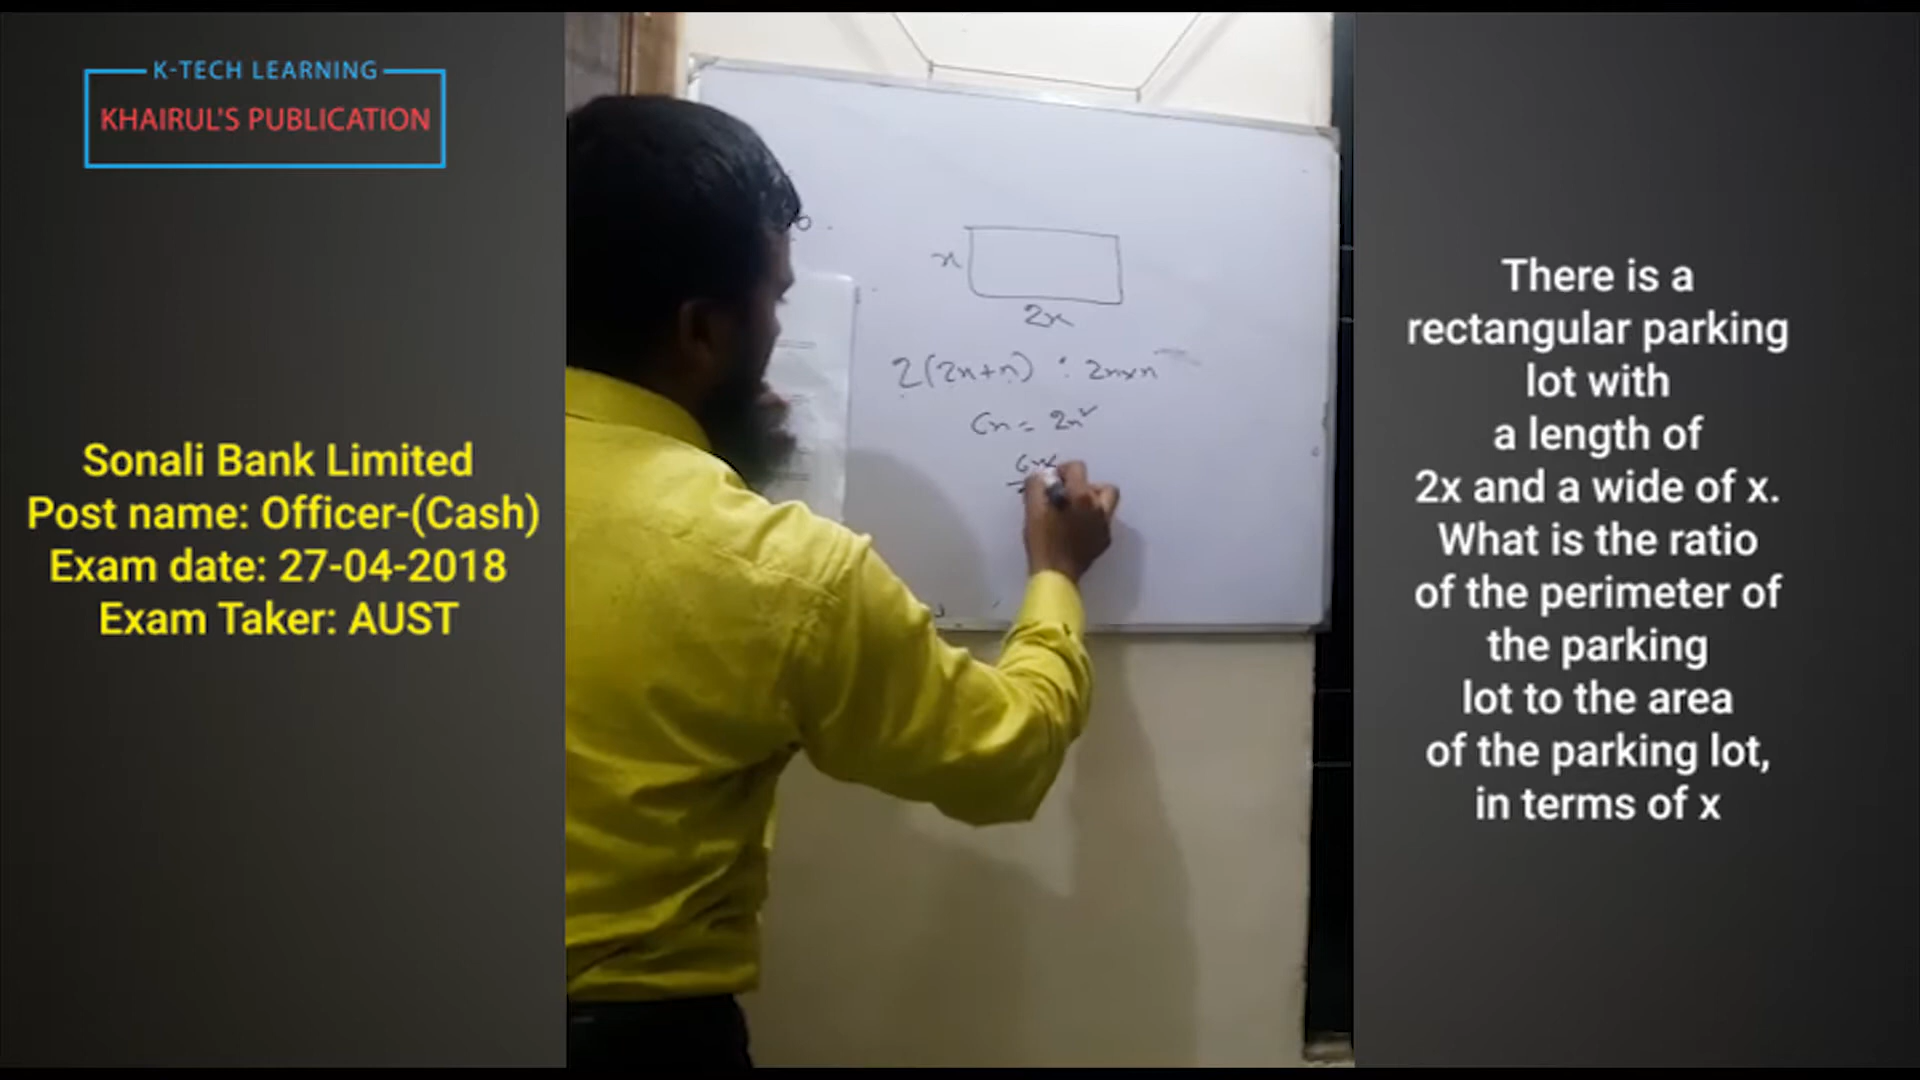 K-TECH LEARNING
KHAIRUL'S PUBLICATION
Sonali Bank Limited
Post name: Officer-(Cash)
Exam date: 27-04-2018
Exam Taker: AUST
x
2x
2(2x+x) : 2x×x
6x = 2x²
6x
There is a
rectangular parking
lot with
a length of
2x and a wide of x.
What is the ratio
of the perimeter of
the parking
lot to the area
of the parking lot,
in terms of x